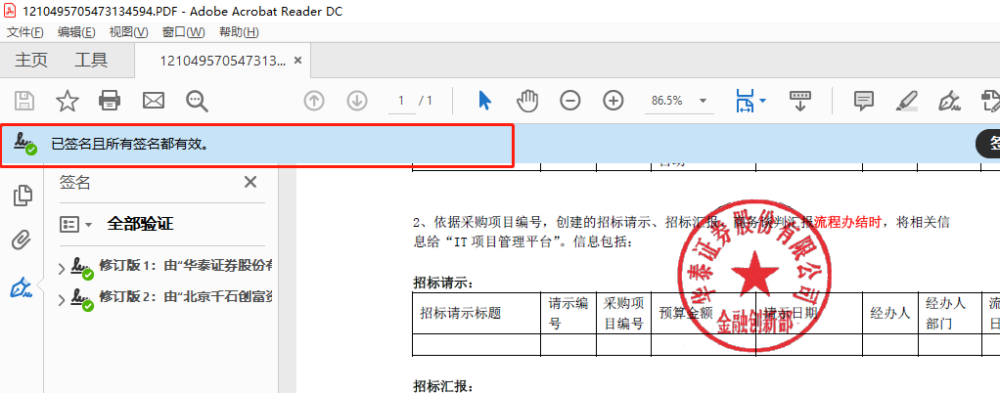 1210495705473134594.PDF - Adobe Acrobat Reader DC
文件(F) 编辑(E) 视图(V) 窗口(W) 帮助(H)
主页 工具 121049570547313... ×
1 / 1 86.5%
已签名且所有签名都有效。
签名
全部验证
修订版 1：由"华泰证券股份有
修订版 2：由"北京千石创富资
2、依据采购项目编号，创建的招标请示、招标汇报、商务谈判汇报流程办结时，将相关信
息给“IT 项目管理平台”。信息包括：
华泰证券股份有限公司
金融创新部
招标请示：
招标请示标题 请示编号 采购项目编号 预算金额 请示日期 经办人 经办人部门
招标汇报：